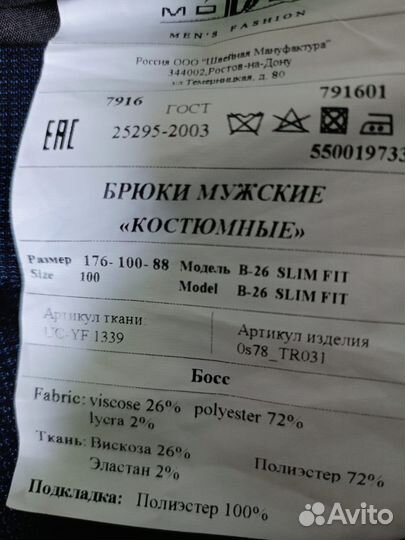 MEN'S FASHION
Россия ООО "Швейная Мануфактура"
344002, Ростов-на-Дону
ул Темерницкая, д. 80
7916 ГОСТ 791601
EAC 25295-2003
550019733
БРЮКИ МУЖСКИЕ
«КОСТЮМНЫЕ»
Размер 176-100-88 Модель B-26 SLIM FIT
Size 100 Model B-26 SLIM FIT
Артикул ткани Артикул изделия
UC-YF 1339 0s78_TR031
Босс
Fabric: viscose 26% polyester 72%
lycra 2%
Ткань: Вискоза 26% Полиэстер 72%
Эластан 2%
Подкладка: Полиэстер 100%
Avito